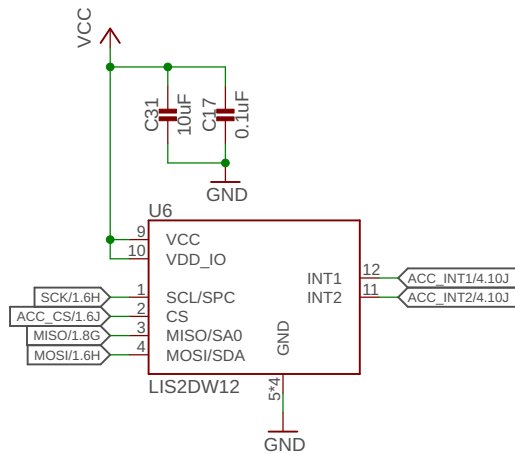 VCC
C31
10uF
C17
0.1uF
GND
U6
9 VCC
10 VDD_IO
INT1 12 ACC_INT1/4.10J
SCK/1.6H 1 SCL/SPC
INT2 11 ACC_INT2/4.10J
ACC_CS/1.6J 2 CS
MISO/1.8G 3 MISO/SA0
MOSI/1.6H 4 MOSI/SDA
GND
LIS2DW12
5*4
GND